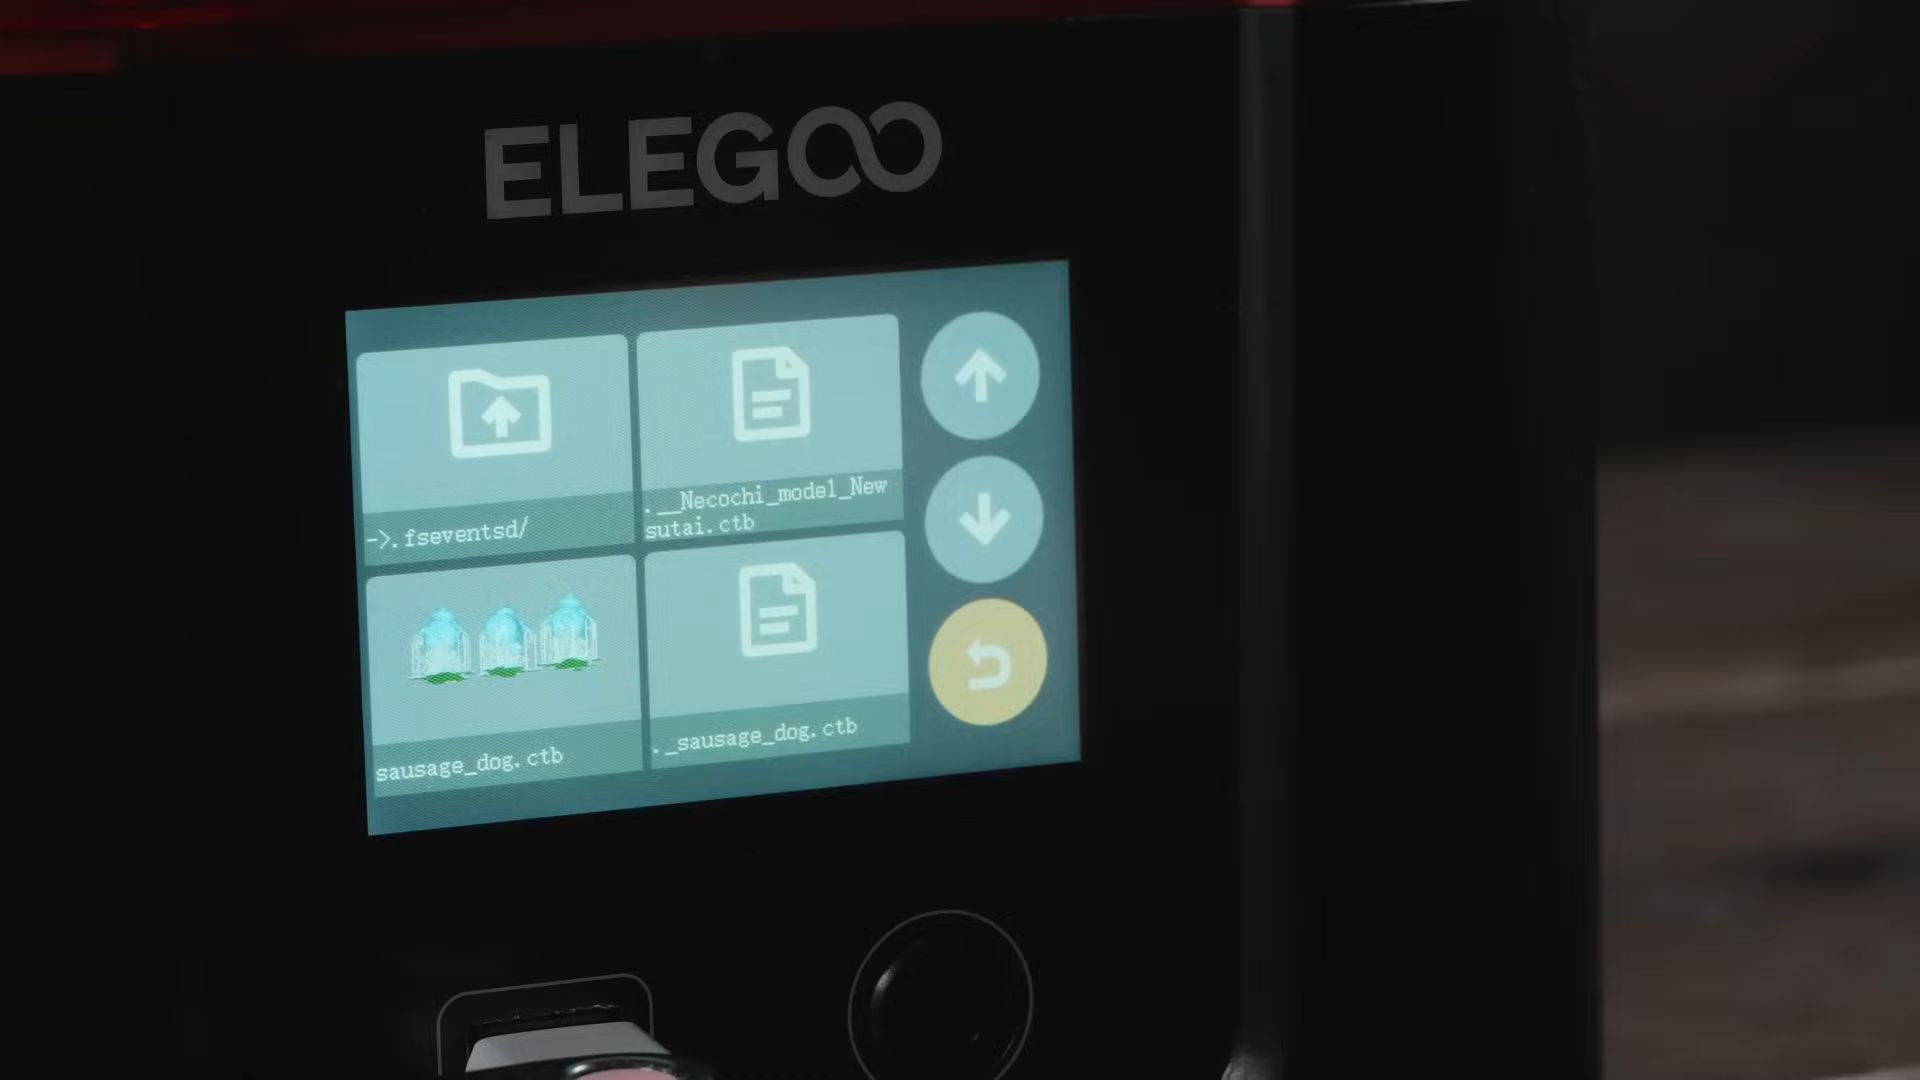 ELEGOO
->.fseventsd/
.__Necochi_model_New
sutai.ctb
sausage_dog.ctb
._sausage_dog.ctb